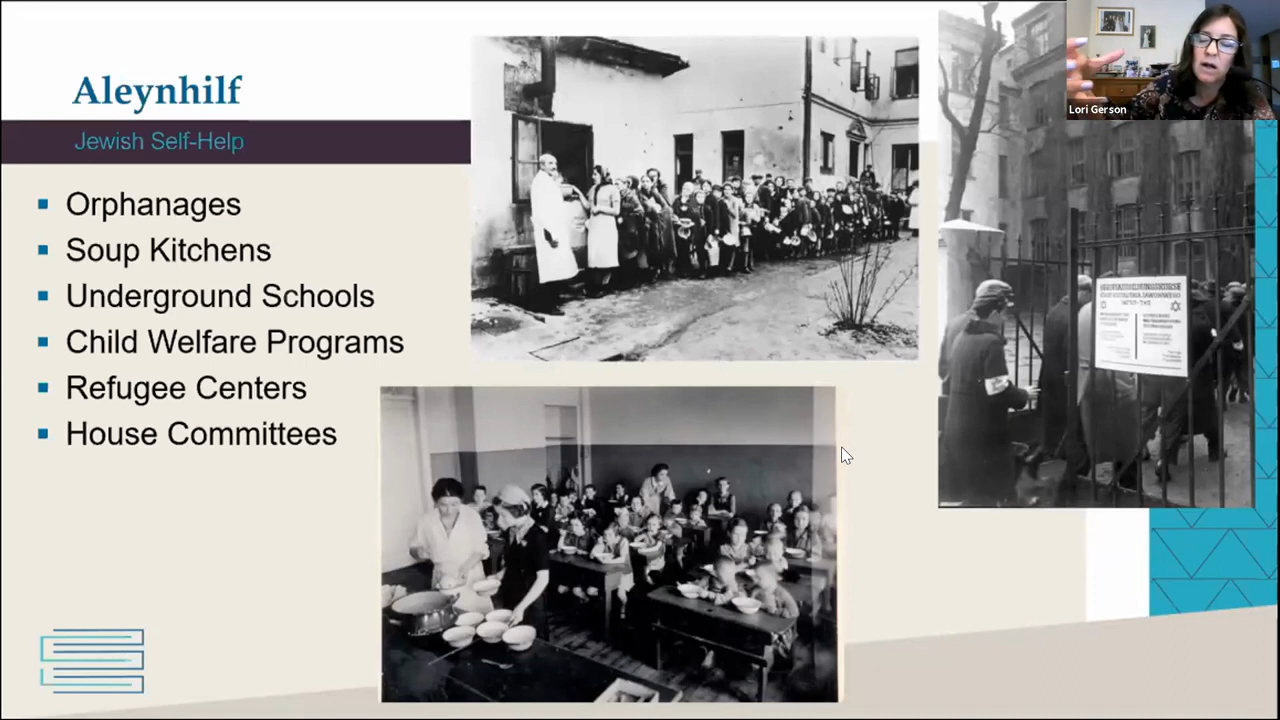 Aleynhilf
Jewish Self-Help
Orphanages
Soup Kitchens
Underground Schools
Child Welfare Programs
Refugee Centers
House Committees
Lori Gerson